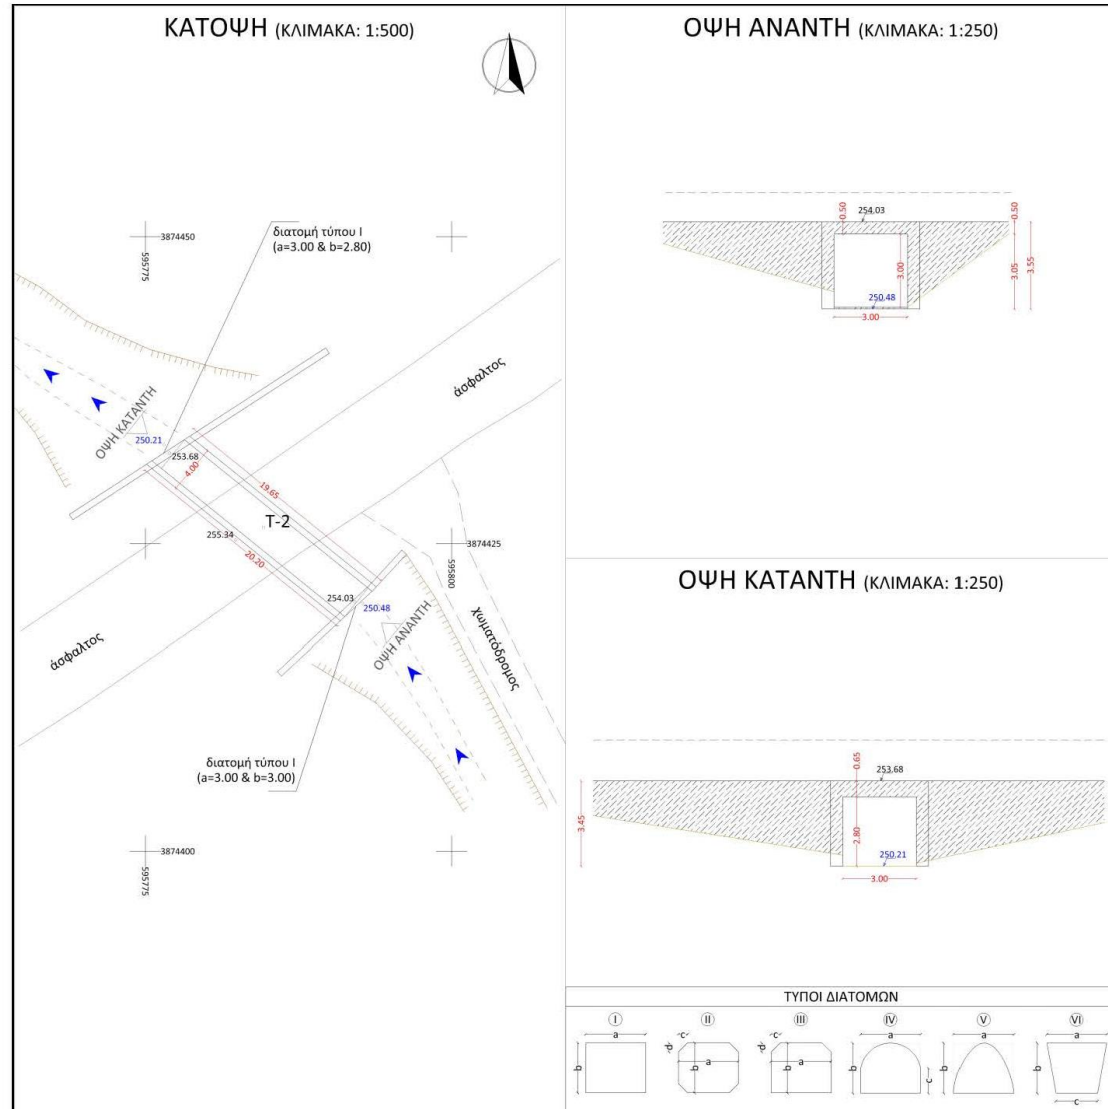 ΚΑΤΟΨΗ (ΚΛΙΜΑΚΑ: 1:500)
διατομή τύπου Ι
(a=3.00 & b=2.80)
3874450
595775
άσφαλτος
ΟΨΗ ΚΑΤΑΝΤΗ
250.21
253.68
4.00
19.65
T-2
255.34
20.20
3874425
595800
254.03
250.48
ΟΨΗ ΑΝΑΝΤΗ
χωματόδρομος
άσφαλτος
διατομή τύπου Ι
(a=3.00 & b=3.00)
3874400
595775
ΟΨΗ ΑΝΑΝΤΗ (ΚΛΙΜΑΚΑ: 1:250)
0.50
254.03
0.50
3.00
3.05
3.55
250.48
3.00
ΟΨΗ ΚΑΤΑΝΤΗ (ΚΛΙΜΑΚΑ: 1:250)
0.65
253.68
3.45
2.80
250.21
3.00
ΤΥΠΟΙ ΔΙΑΤΟΜΩΝ
I II III IV V VI
a c c a a a
b d b a d b a b c b b c